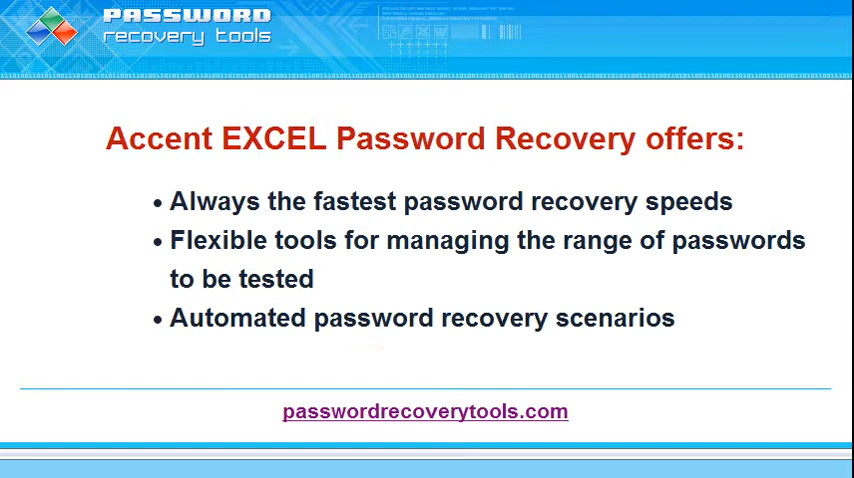 PASSWORD
recovery tools
Accent EXCEL Password Recovery offers:
• Always the fastest password recovery speeds
• Flexible tools for managing the range of passwords
to be tested
• Automated password recovery scenarios
passwordrecoverytools.com